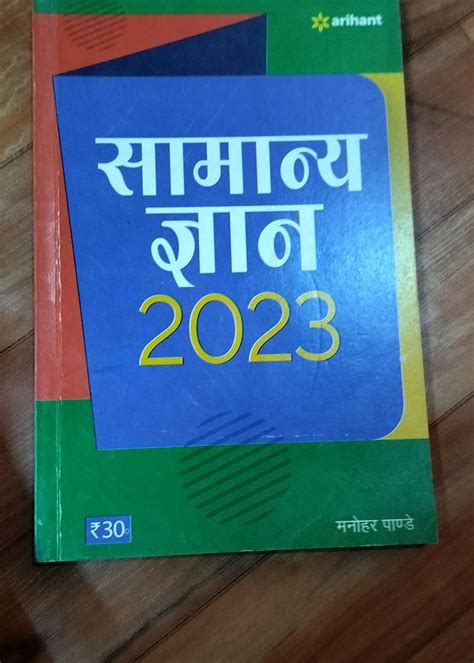 arihant
सामान्य
ज्ञान
2023
₹30
मनोहर पाण्डे